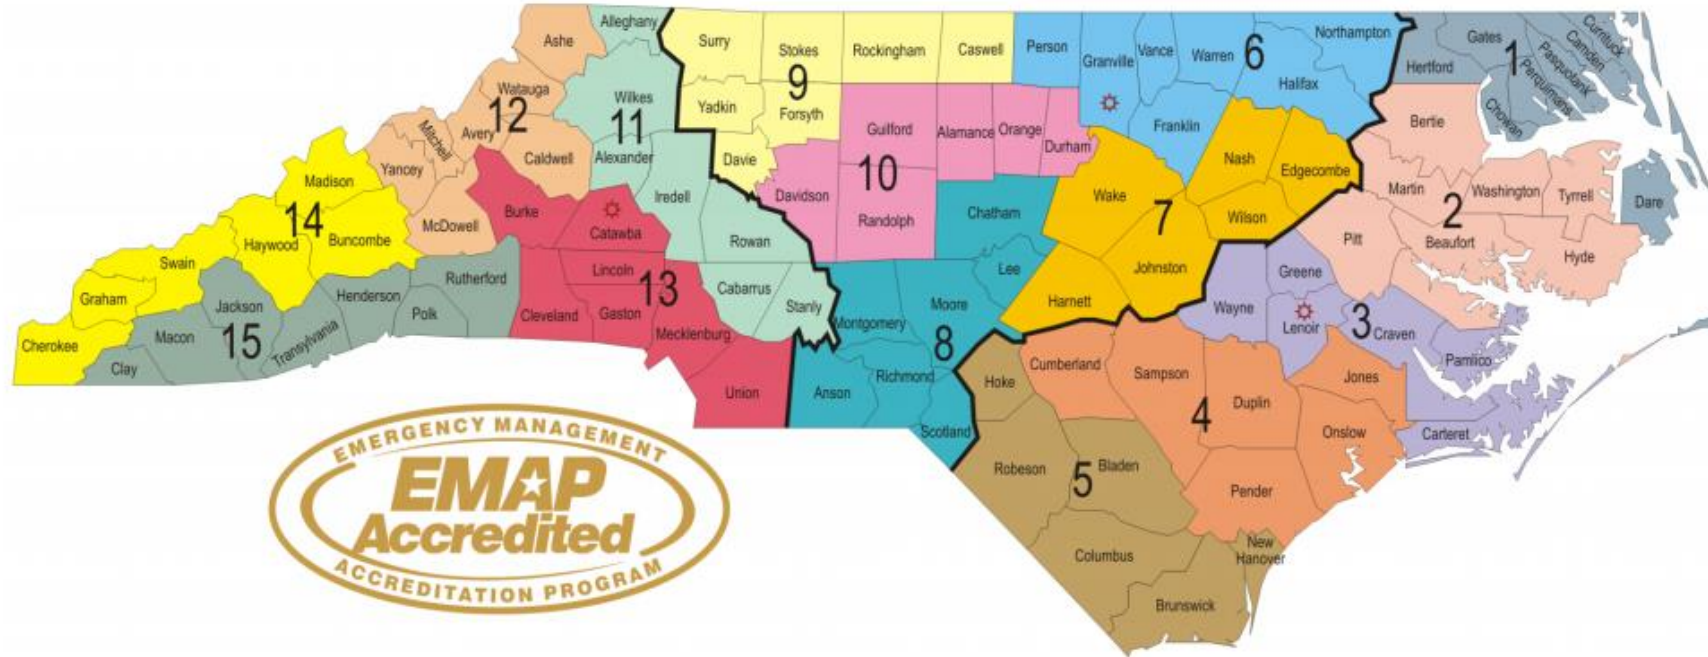 Alleghany
Ashe
Surry
Stokes
Rockingham
Caswell
Person
Granville
Vance
Warren
6
Northampton
Gates
1
Currituck
Camden
Pasquotank
Perquimans
Chowan
Hertford
Watauga
12
Wilkes
11
9
Yadkin
Forsyth
Halifax
Avery
Mitchell
Caldwell
Alexander
Guilford
Alamance
Orange
Durham
Franklin
Nash
Edgecombe
Bertie
Yancey
Madison
Davie
Iredell
Davidson
10
Randolph
Chatham
Wake
7
Wilson
Martin
Washington
Tyrrell
Dare
2
14
Haywood
Buncombe
McDowell
Burke
Catawba
Rowan
Pitt
Beaufort
Hyde
Swain
Graham
Cherokee
Jackson
Macon
15
Clay
Transylvania
Henderson
Polk
Rutherford
Cleveland
Lincoln
13
Gaston
Mecklenburg
Cabarrus
Stanly
Union
Lee
Moore
Montgomery
8
Harnett
Johnston
Wayne
Greene
Lenoir
3
Craven
Pamlico
Anson
Richmond
Scotland
Hoke
Cumberland
Sampson
4
Duplin
Jones
Onslow
Carteret
Robeson
5
Bladen
Pender
Columbus
New
Hanover
Brunswick
EMERGENCY MANAGEMENT
EMAP
Accredited
ACCREDITATION PROGRAM